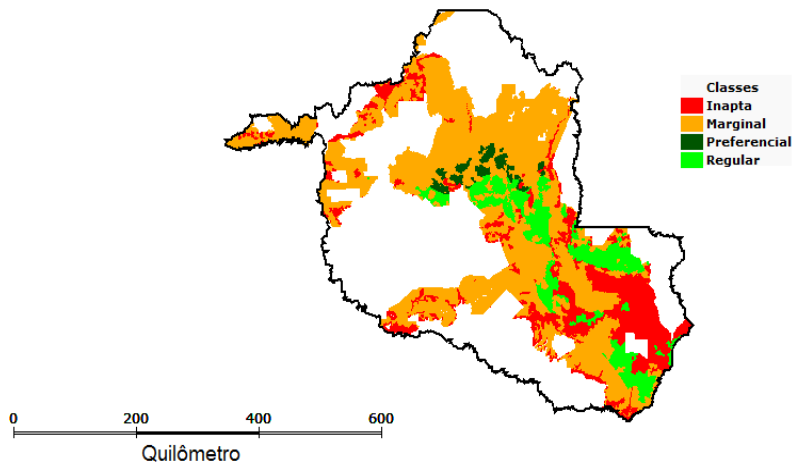 Classes
Inapta
Marginal
Preferencial
Regular
0 200 400 600
Quilômetro